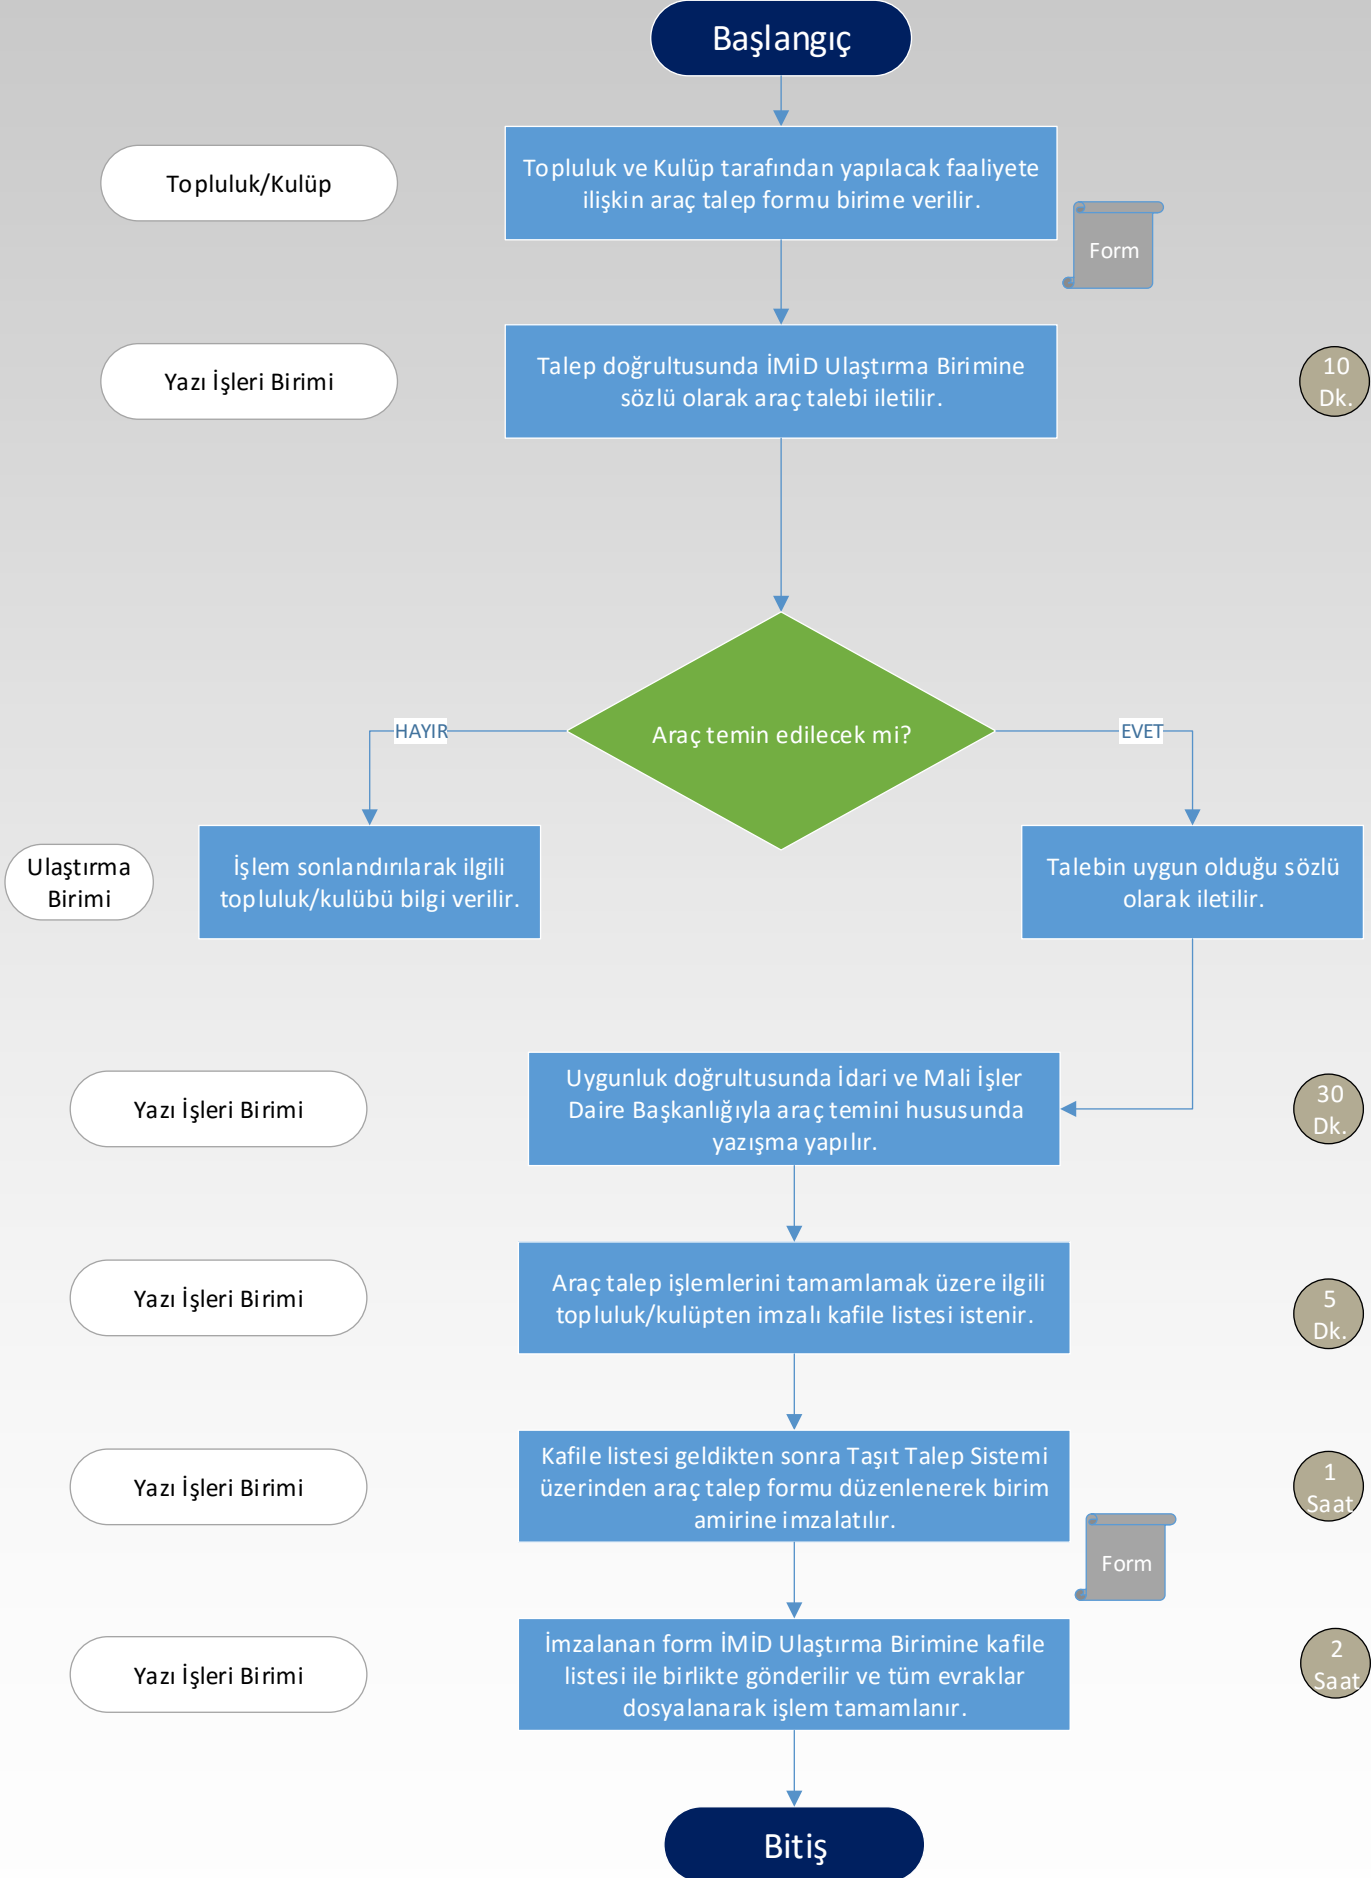 Başlangıç
Topluluk/Kulüp
Topluluk ve Kulüp tarafından yapılacak faaliyete
ilişkin araç talep formu birime verilir.
Form
Yazı İşleri Birimi
Talep doğrultusunda İMİD Ulaştırma Birimine
sözlü olarak araç talebi iletilir.
10
Dk.
Araç temin edilecek mi?
HAYIR
EVET
Ulaştırma
Birimi
İşlem sonlandırılarak ilgili
topluluk/kulübü bilgi verilir.
Talebin uygun olduğu sözlü
olarak iletilir.
Yazı İşleri Birimi
Uygunluk doğrultusunda İdari ve Mali İşler
Daire Başkanlığıyla araç temini hususunda
yazışma yapılır.
30
Dk.
Yazı İşleri Birimi
Araç talep işlemlerini tamamlamak üzere ilgili
topluluk/kulüpten imzalı kafile listesi istenir.
5
Dk.
Yazı İşleri Birimi
Kafile listesi geldikten sonra Taşıt Talep Sistemi
üzerinden araç talep formu düzenlenerek birim
amirine imzalatılır.
1
Saat
Form
Yazı İşleri Birimi
İmzalanan form İMİD Ulaştırma Birimine kafile
listesi ile birlikte gönderilir ve tüm evraklar
dosyalanarak işlem tamamlanır.
2
Saat
Bitiş